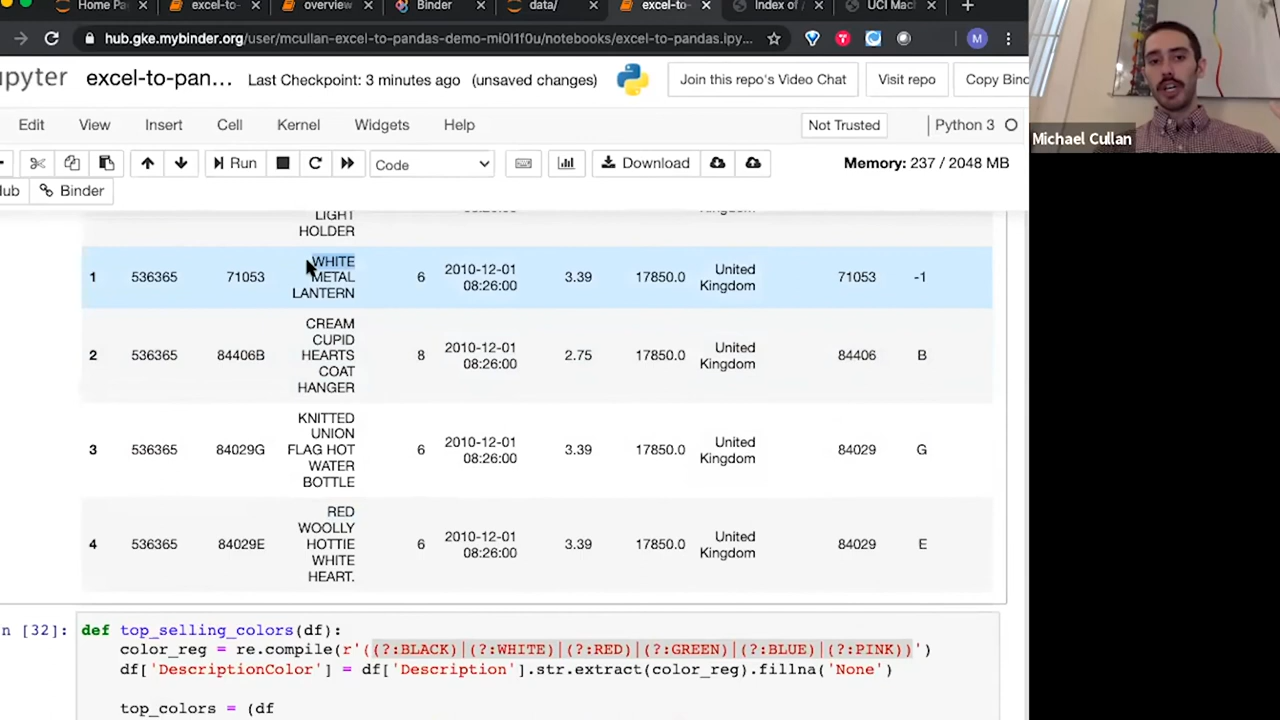 Home Pa
excel-to-
overview
Binder
data/
excel-to-
Index of /
UCI Macl
hub.gke.mybinder.org/user/mcullan-excel-to-pandas-demo-mi0l1f0u/notebooks/excel-to-pandas.ipy...
M
upyter excel-to-pan... Last Checkpoint: 3 minutes ago (unsaved changes)
Join this repo's Video Chat
Visit repo
Copy Bin
Edit View Insert Cell Kernel Widgets Help
Not Trusted
Python 3
Run
Code
Download
Memory: 237 / 2048 MB
Hub
Binder
LIGHT
HOLDER
1 536365 71053 WHITE METAL LANTERN 6 2010-12-01 08:26:00 3.39 17850.0 United Kingdom 71053 -1
2 536365 84406B CREAM CUPID HEARTS COAT HANGER 8 2010-12-01 08:26:00 2.75 17850.0 United Kingdom 84406 B
3 536365 84029G KNITTED UNION FLAG HOT WATER BOTTLE 6 2010-12-01 08:26:00 3.39 17850.0 United Kingdom 84029 G
4 536365 84029E RED WOOLLY HOTTIE WHITE HEART. 6 2010-12-01 08:26:00 3.39 17850.0 United Kingdom 84029 E
n [32]: def top_selling_colors(df):
color_reg = re.compile(r'((?:BLACK)|(?:WHITE)|(?:RED)|(?:GREEN)|(?:BLUE)|(?:PINK))')
df['DescriptionColor'] = df['Description'].str.extract(color_reg).fillna('None')
top_colors = (df
Michael Cullan